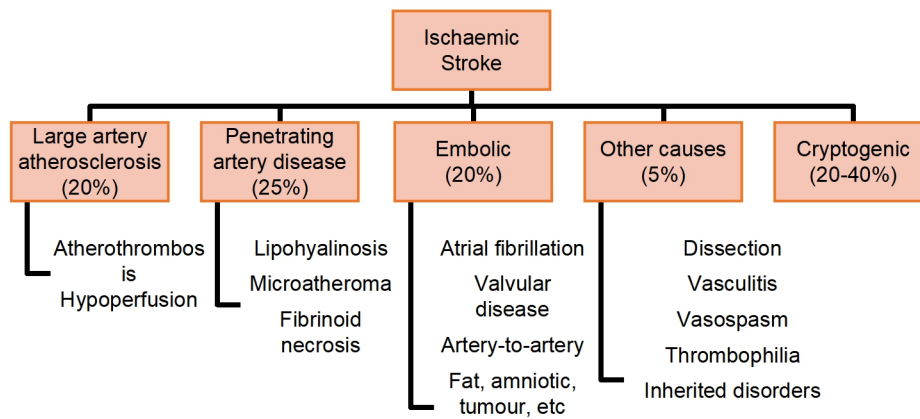 Ischaemic
Stroke
Large artery
atherosclerosis
(20%)
Penetrating
artery disease
(25%)
Embolic
(20%)
Other causes
(5%)
Cryptogenic
(20-40%)
Atherothrombos
is
Hypoperfusion
Lipohyalinosis
Microatheroma
Fibrinoid
necrosis
Atrial fibrillation
Valvular
disease
Artery-to-artery
Fat, amniotic,
tumour, etc
Dissection
Vasculitis
Vasospasm
Thrombophilia
Inherited disorders